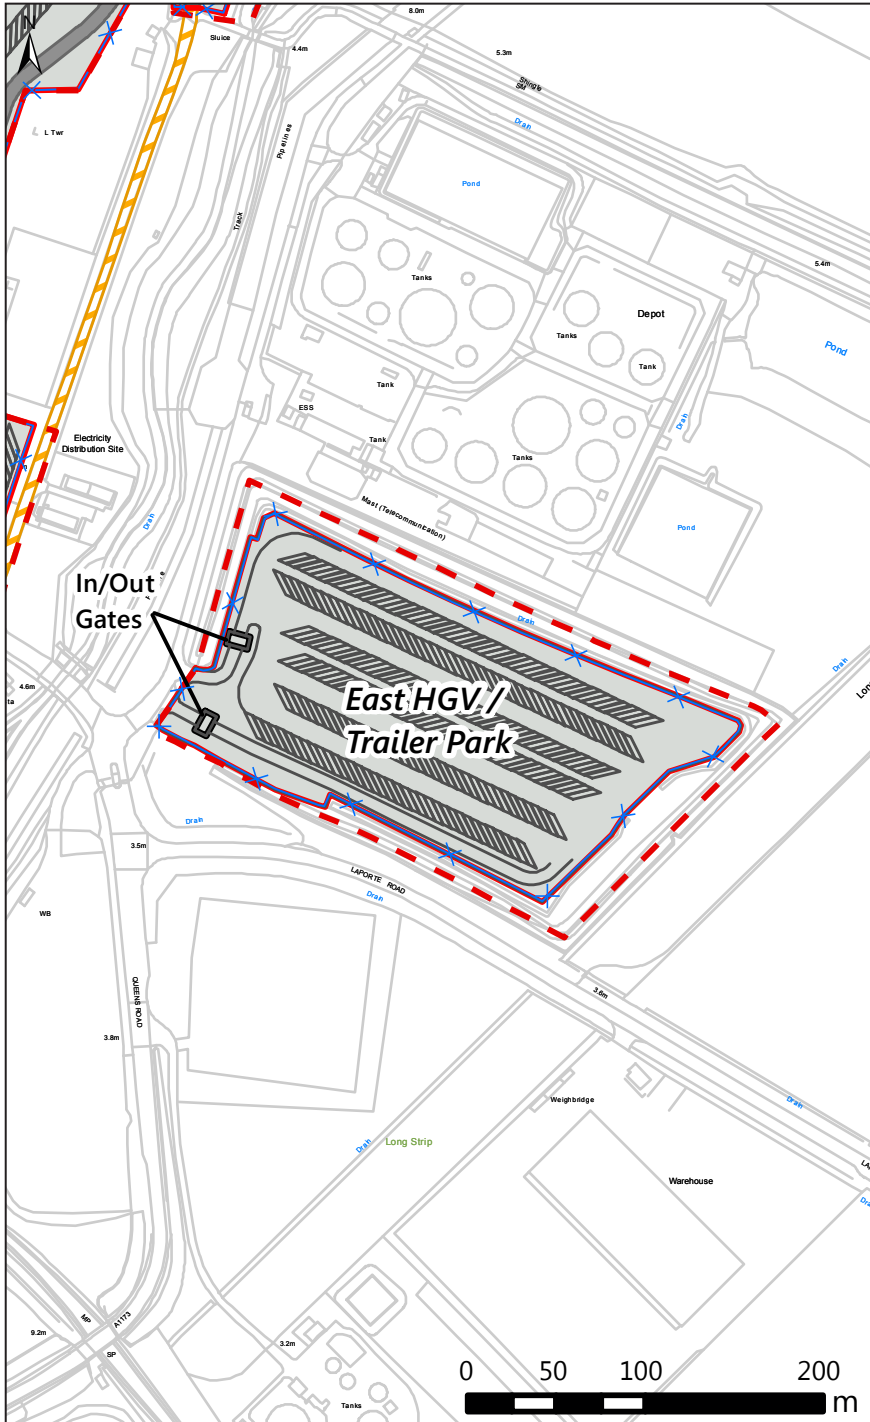 8.0m
N
Sluice
4.4m
5.3m
Shingle
SM
Drain
L Twr
Pipelines
Pond
Track
5.4m
Tanks
Depot
Tanks
Pond
Tank
Tank
ESS
Drain
Electricity
Distribution Site
Tank
Tanks
Mast (Telecommunication)
Drain
Pond
In/Out
Gates
Drain
Drain
4.6m
East HGV /
Trailer Park
ta
Drain
3.5m
LAPORTE ROAD
Drain
WB
QUEENS ROAD
3.6m
3.8m
Weighbridge
Drain
Drain
Long Strip
Warehouse
MP
A1173
9.2m
3.2m
SP
Tanks
0 50 100 200
m